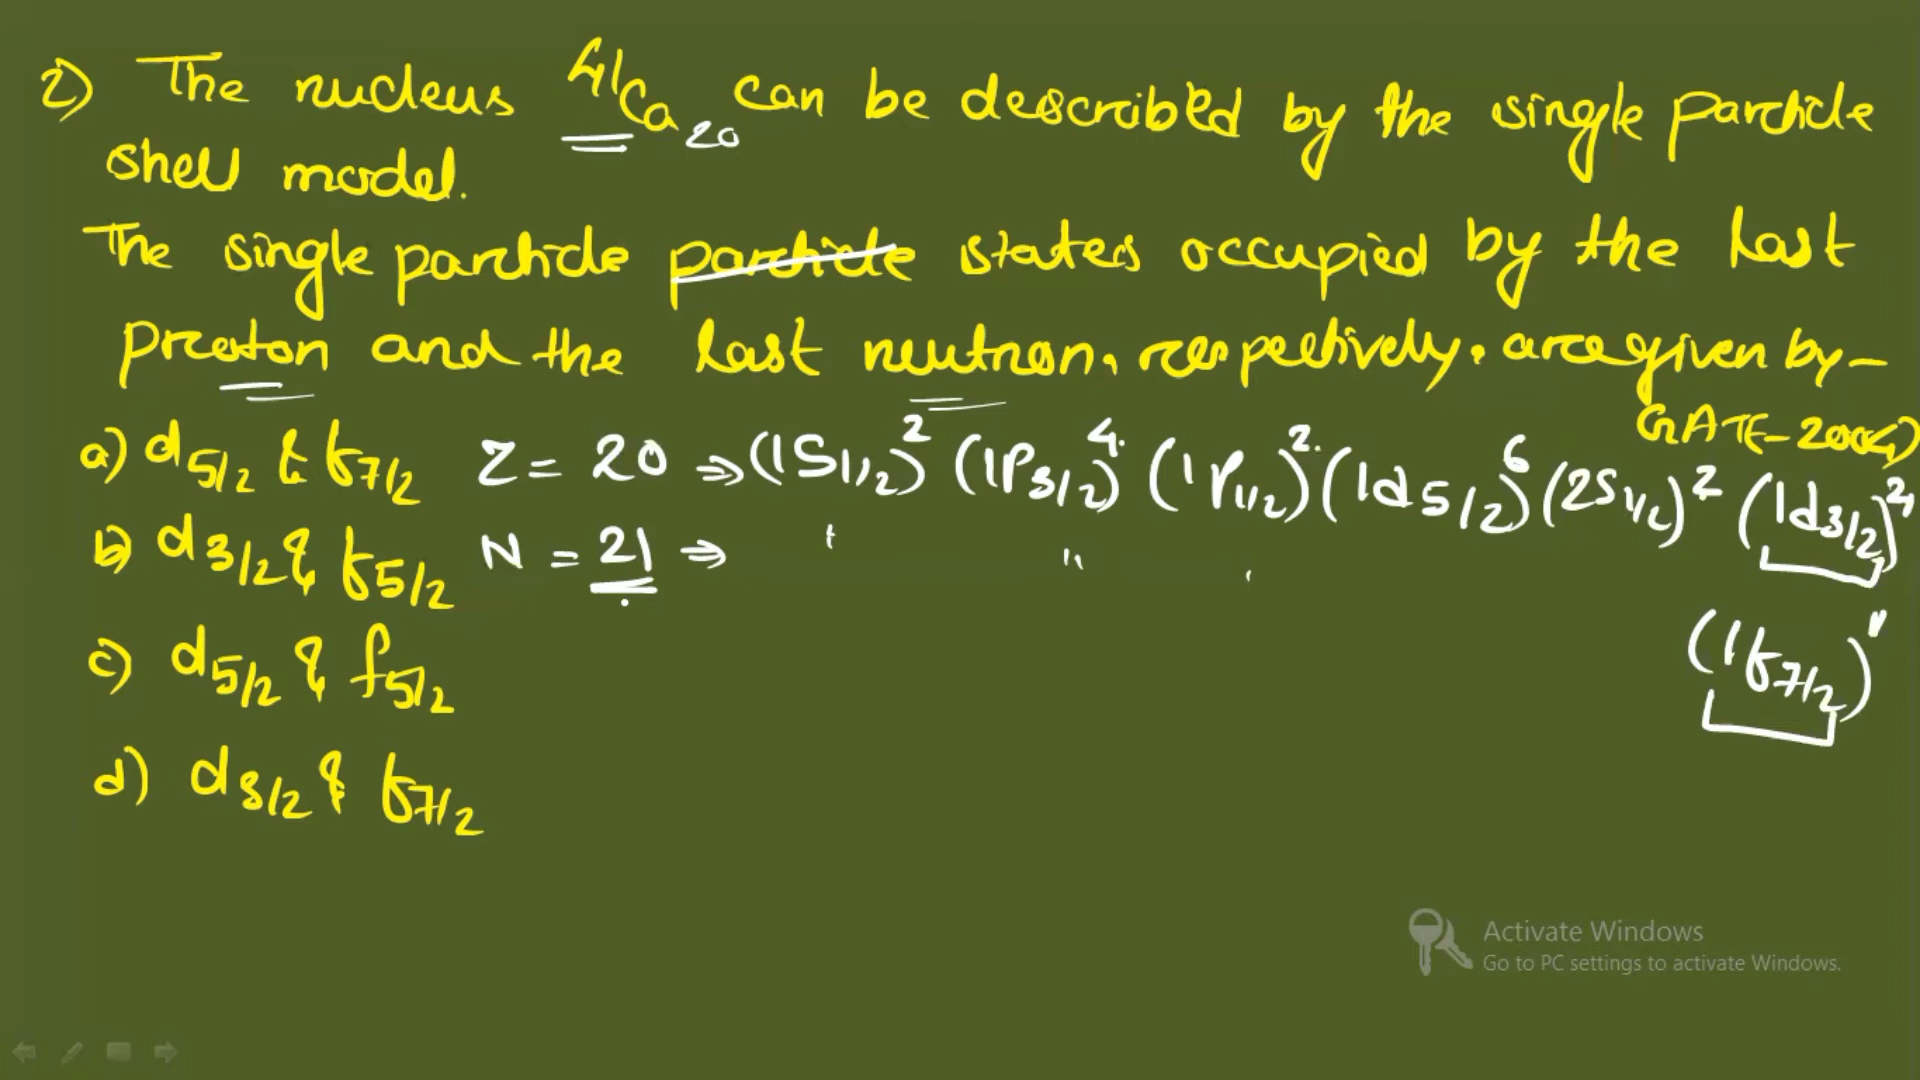 2) The nucleus ⁴¹Ca₂₀ can be described by the single particle
shell model.
The single particle particle states occupied by the last
proton and the last neutron, respectively, are given by –
GATE-2004)
a) d5/2 & f7/2
Z = 20 ⇒ (1S1/2)² (1P3/2)⁴ (1P1/2)² (1d5/2)⁶ (2S1/2)² (1d3/2)⁴
b) d3/2 & f5/2
N = 21 ⇒ " " "
(1f7/2)¹
c) d5/2 & f5/2
d) d3/2 & f7/2
Activate Windows
Go to PC settings to activate Windows.